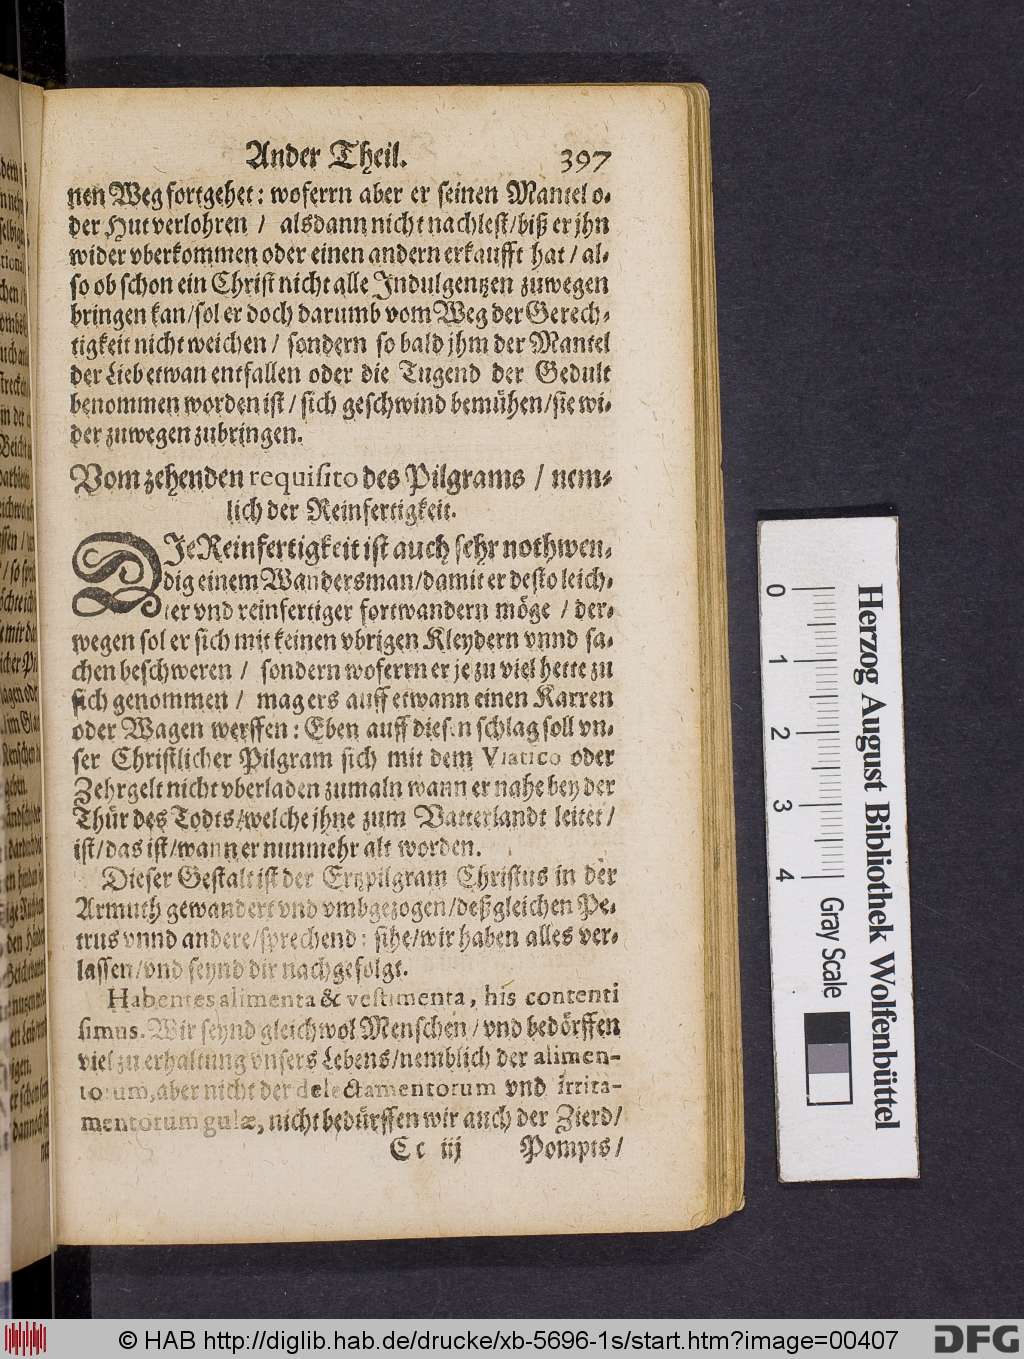 Ander Theil. 397
nen Weg fortgehet: woferrn aber er seinen Mantel o-
der Hut verlohren / alsdann nicht nachlest/biß er jhn
wider vberkommen oder einen andern erkaufft hat / al-
so ob schon ein Christ nicht alle Indulgentzen zuwegen
bringen kan/sol er doch darumb vom Weg der Gerech-
tigkeit nicht weichen / sondern so bald jhm der Mantel
der Lieb etwan entfallen oder die Tugend der Gedult
benommen worden ist / sich geschwind bemühen/sie wi-
der zuwegen zubringen.
Vom zehenden requisito des Pilgrams / nem-
lich der Reinfertigkeit.
DIe Reinfertigkeit ist auch sehr nothwen-
dig einem Wandersman/damit er desto leich-
ter vnd reinfertiger fortwandern möge / der-
wegen sol er sich mit keinen vbrigen Kleydern vnnd sa-
chen beschweren / sondern woferrn er je zu viel hette zu
sich genommen / mag ers auff etwann einen Karren
oder Wagen werffen: Eben auff diesen schlag soll vn-
ser Christlicher Pilgram sich mit dem Viatico oder
Zehrgelt nicht vberladen zumaln wann er nahe bey der
Thür des Todts/welche ihne zum Vatterlandt leitet/
ist/das ist/wann er nunmehr alt worden.
Dieser Gestalt ist der Ertzpilgram Christus in der
Armuth gewandert vnd vmbgezogen/deßgleichen Pe-
trus vnnd andere/sprechend: sihe/wir haben alles ver-
lassen/vnd seynd dir nachgefolgt.
Habentes alimenta & vestimenta, his contenti
simus. Wir seynd gleichwol Menschen / vnd bedörffen
viel zu erhaltung vnsers Lebens/nemblich der alimen-
torum, aber nicht der delectamentorum vnd irrita-
mentorum gulæ, nicht bedürffen wir auch der Zierd/
Cc iij Pompts/
0 1 2 3 4
Gray Scale
Herzog August Bibliothek Wolfenbüttel
© HAB http://diglib.hab.de/drucke/xb-5696-1s/start.htm?image=00407
DFG